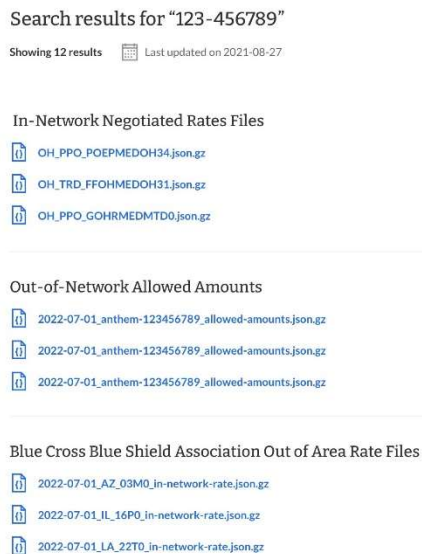 Search results for “123-456789”
Showing 12 results Last updated on 2021-08-27
In-Network Negotiated Rates Files
OH_PPO_POEPMEDOH34.json.gz
OH_TRD_FFOHMEDOH31.json.gz
OH_PPO_GOHRMEDMTD0.json.gz
Out-of-Network Allowed Amounts
2022-07-01_anthem-123456789_allowed-amounts.json.gz
2022-07-01_anthem-123456789_allowed-amounts.json.gz
2022-07-01_anthem-123456789_allowed-amounts.json.gz
Blue Cross Blue Shield Association Out of Area Rate Files
2022-07-01_AZ_03M0_in-network-rate.json.gz
2022-07-01_IL_16P0_in-network-rate.json.gz
2022-07-01_LA_22T0_in-network-rate.json.gz